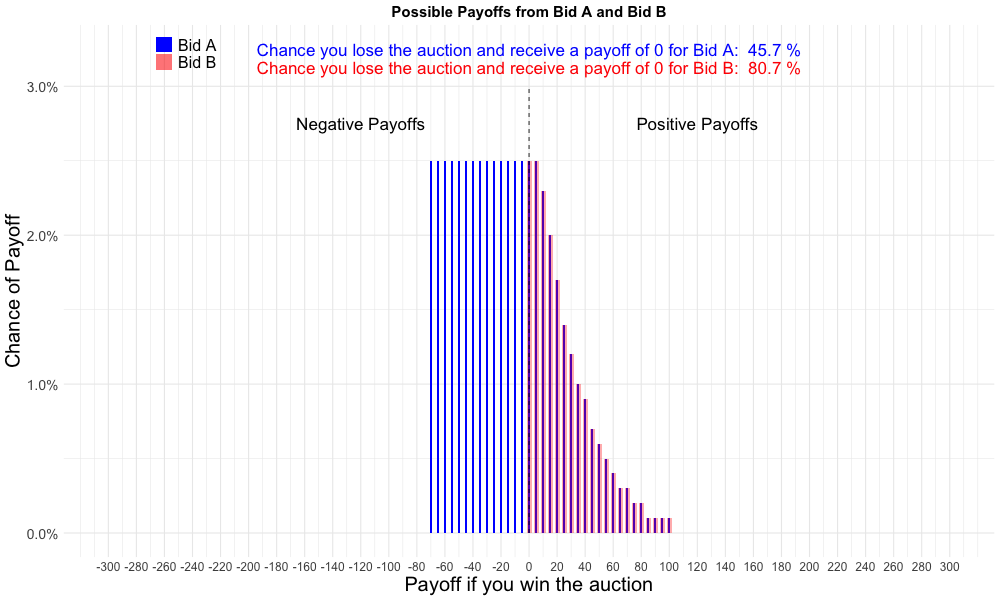 Possible Payoffs from Bid A and Bid B
Bid A
Bid B
Chance you lose the auction and receive a payoff of 0 for Bid A: 45.7 %
Chance you lose the auction and receive a payoff of 0 for Bid B: 80.7 %
Negative Payoffs
Positive Payoffs
Chance of Payoff
3.0%
2.0%
1.0%
0.0%
-300 -280 -260 -240 -220 -200 -180 -160 -140 -120 -100 -80 -60 -40 -20 0 20 40 60 80 100 120 140 160 180 200 220 240 260 280 300
Payoff if you win the auction